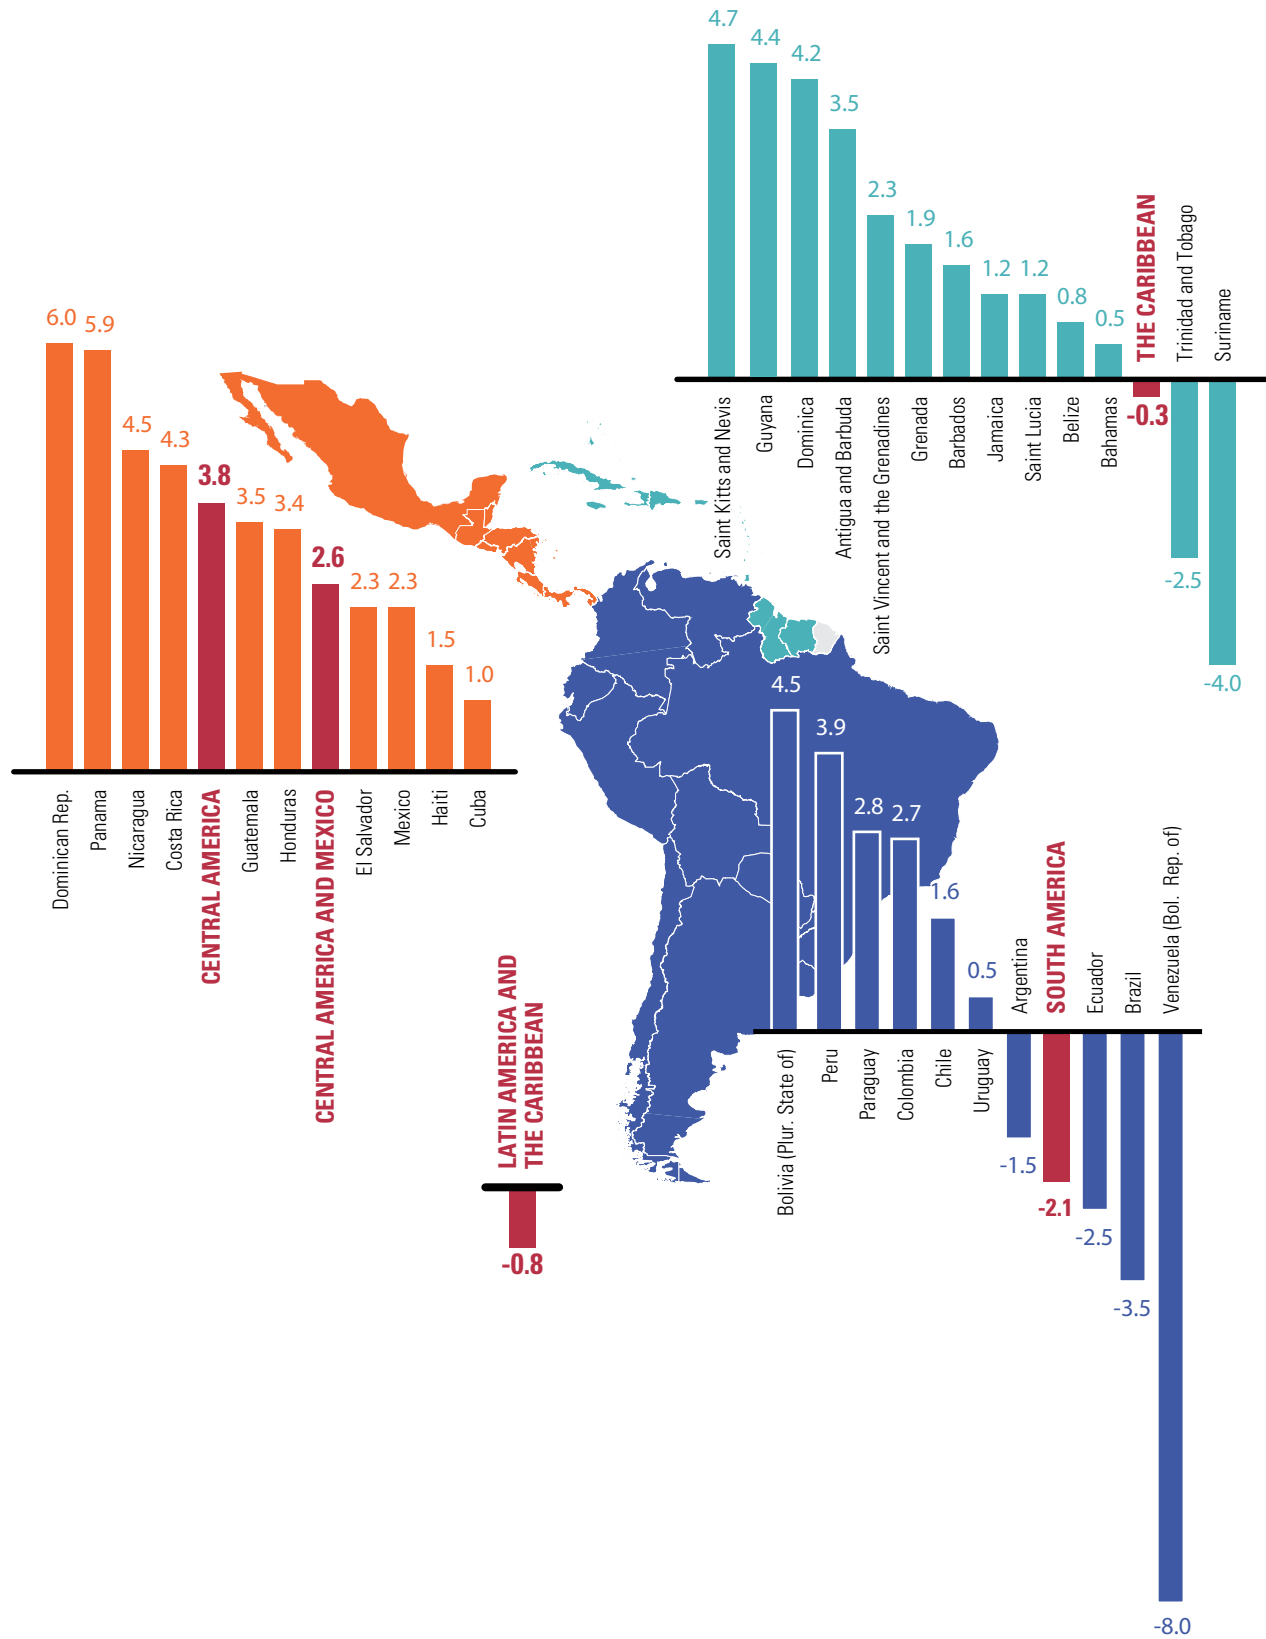 4.7
4.4
4.2
3.5
2.3
1.9
1.6
1.2
1.2
0.8
0.5
Saint Kitts and Nevis
Guyana
Dominica
Antigua and Barbuda
Saint Vincent and the Grenadines
Grenada
Barbados
Jamaica
Saint Lucia
Belize
Bahamas
THE CARIBBEAN
Trinidad and Tobago
Suriname
-0.3
-2.5
-4.0
6.0
5.9
4.5
4.3
3.8
3.5
3.4
2.6
2.3
2.3
1.5
1.0
Dominican Rep.
Panama
Nicaragua
Costa Rica
CENTRAL AMERICA
Guatemala
Honduras
CENTRAL AMERICA AND MEXICO
El Salvador
Mexico
Haiti
Cuba
LATIN AMERICA AND
THE CARIBBEAN
-0.8
4.5
3.9
2.8
2.7
1.6
0.5
Bolivia (Plur. State of)
Peru
Paraguay
Colombia
Chile
Uruguay
Argentina
SOUTH AMERICA
Ecuador
Brazil
Venezuela (Bol. Rep. of)
-1.5
-2.1
-2.5
-3.5
-8.0